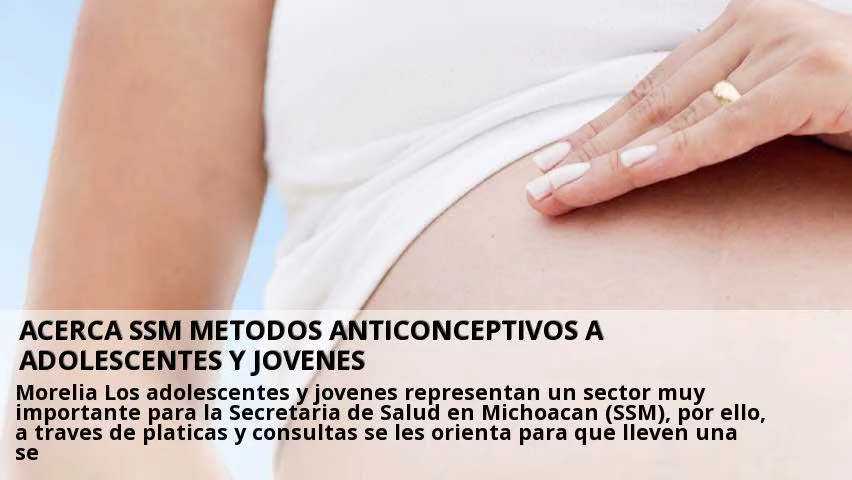 ACERCA SSM METODOS ANTICONCEPTIVOS A
ADOLESCENTES Y JOVENES
Morelia Los adolescentes y jovenes representan un sector muy
importante para la Secretaria de Salud en Michoacan (SSM), por ello,
a traves de platicas y consultas se les orienta para que lleven una
se